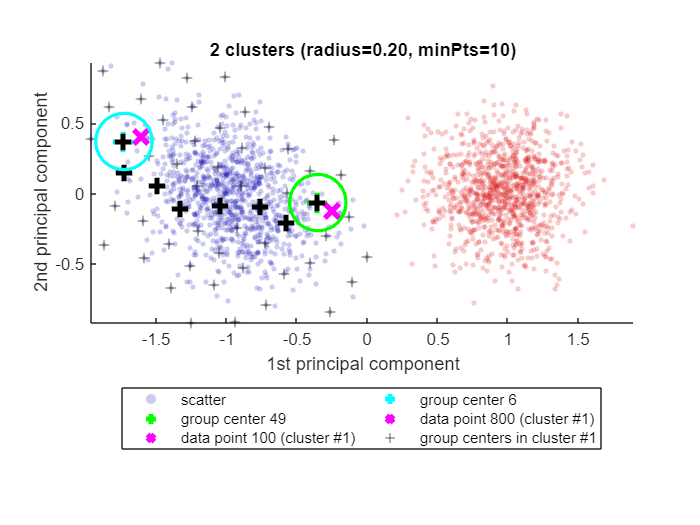 2 clusters (radius=0.20, minPts=10)
2nd principal component
0.5
0
-0.5
-1.5
-1
-0.5
0
0.5
1
1.5
1st principal component
scatter
group center 6
group center 49
data point 800 (cluster #1)
data point 100 (cluster #1)
group centers in cluster #1